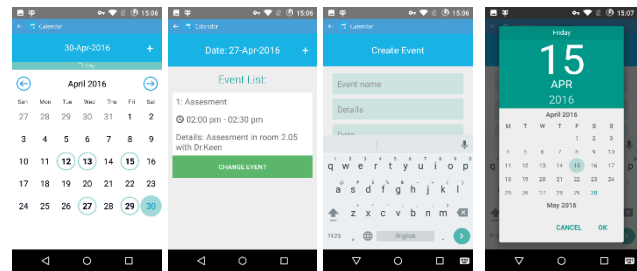 15:06
← Calendar
30-Apr-2016 +
Today
April 2016
Sun Mon Tue Wed Thu Fri Sat
27 28 29 30 31 1 2
3 4 5 6 7 8 9
10 11 12 13 14 15 16
17 18 19 20 21 22 23
24 25 26 27 28 29 30
15:06
← Calendar
Date: 27-Apr-2016 +
Event List:
1: Assesment
02:00 pm - 02:30 pm
Details: Assesment in room 2.05
with Dr.Keen
CHANGE EVENT
15:06
← Calendar
Create Event
Event name
Details
Date
q w e r t y u i o p
a s d f g h j k l
z x c v b n m
?123 , English .
15:07
Friday
15
APR
2016
April 2016
M T W T F S S
1 2 3
4 5 6 7 8 9 10
11 12 13 14 15 16 17
18 19 20 21 22 23 24
25 26 27 28 29 30
May 2016
CANCEL OK